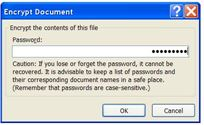 Encrypt Document
Encrypt the contents of this file
Password:
●●●●●●●●●
Caution: If you lose or forget the password, it cannot be
recovered. It is advisable to keep a list of passwords and
their corresponding document names in a safe place.
(Remember that passwords are case-sensitive.)
OK Cancel